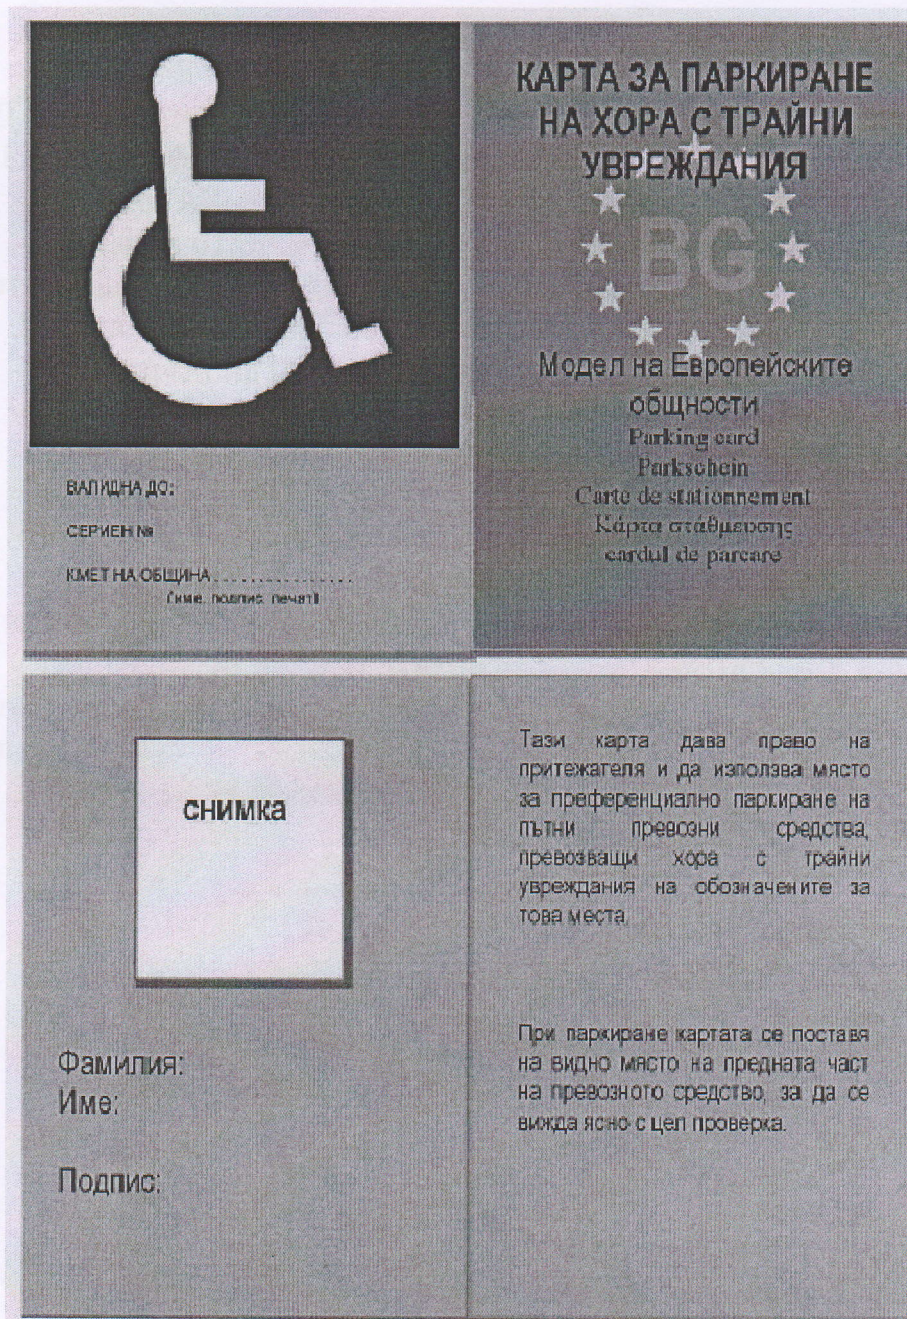 ВАЛИДНА ДО:
СЕРИЕН №
КМЕТ НА ОБЩИНА . . . . . . . . . . . . . . . .
(име, подпис, печат)
КАРТА ЗА ПАРКИРАНЕ
НА ХОРА С ТРАЙНИ
УВРЕЖДАНИЯ
BG
Модел на Европейските
общности
Parking card
Parkschein
Carte de stationnement
Κάρτα στάθμευσης
cardul de parcare
снимка
Фамилия:
Име:
Подпис:
Тази карта дава право на
притежателя и да използва място
за преференциално паркиране на
пътни превозни средства,
превозващи хора с трайни
увреждания на обозначените за
това места.
При паркиране картата се поставя
на видно място на предната част
на превозното средство, за да се
вижда ясно с цел проверка.